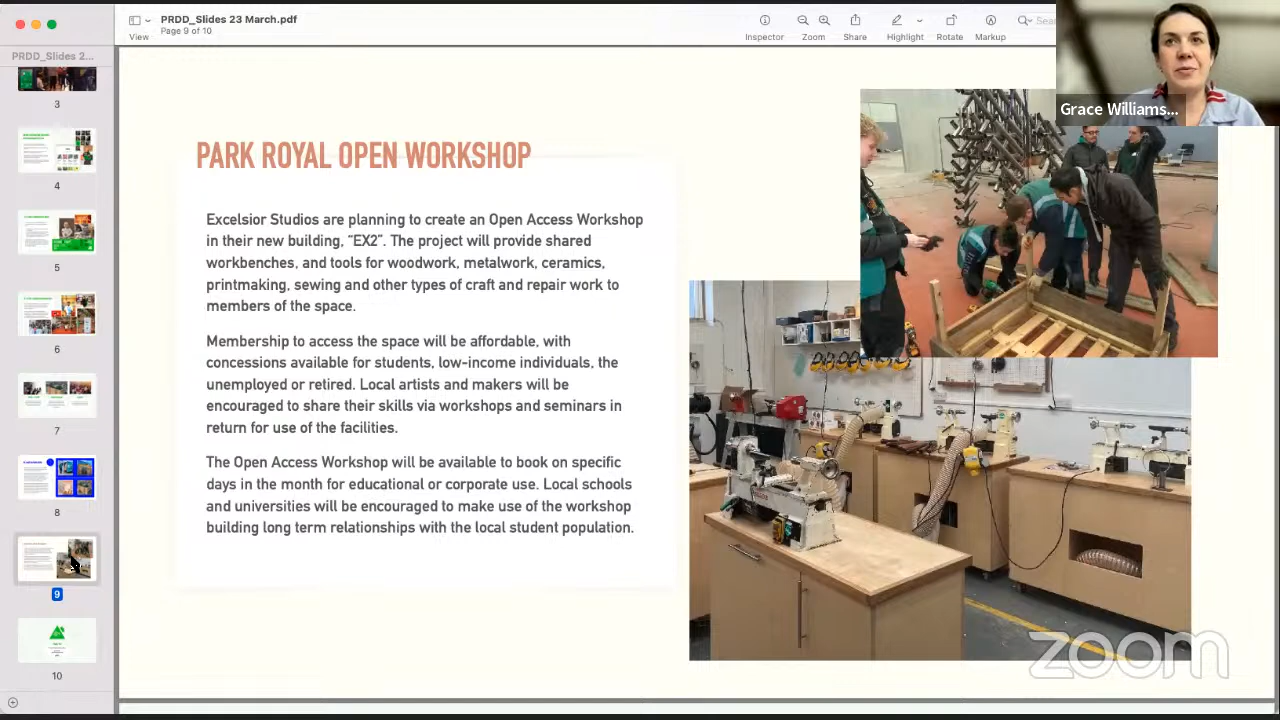 PRDD_Slides 23 March.pdf
Page 9 of 10
View
Inspector
Zoom
Share
Highlight
Rotate
Markup
Sear
PRDD_Slides 2...
3
4
5
6
7
8
9
10
PARK ROYAL OPEN WORKSHOP
Excelsior Studios are planning to create an Open Access Workshop
in their new building, “EX2”. The project will provide shared
workbenches, and tools for woodwork, metalwork, ceramics,
printmaking, sewing and other types of craft and repair work to
members of the space.
Membership to access the space will be affordable, with
concessions available for students, low-income individuals, the
unemployed or retired. Local artists and makers will be
encouraged to share their skills via workshops and seminars in
return for use of the facilities.
The Open Access Workshop will be available to book on specific
days in the month for educational or corporate use. Local schools
and universities will be encouraged to make use of the workshop
building long term relationships with the local student population.
Grace Williams...
zoom